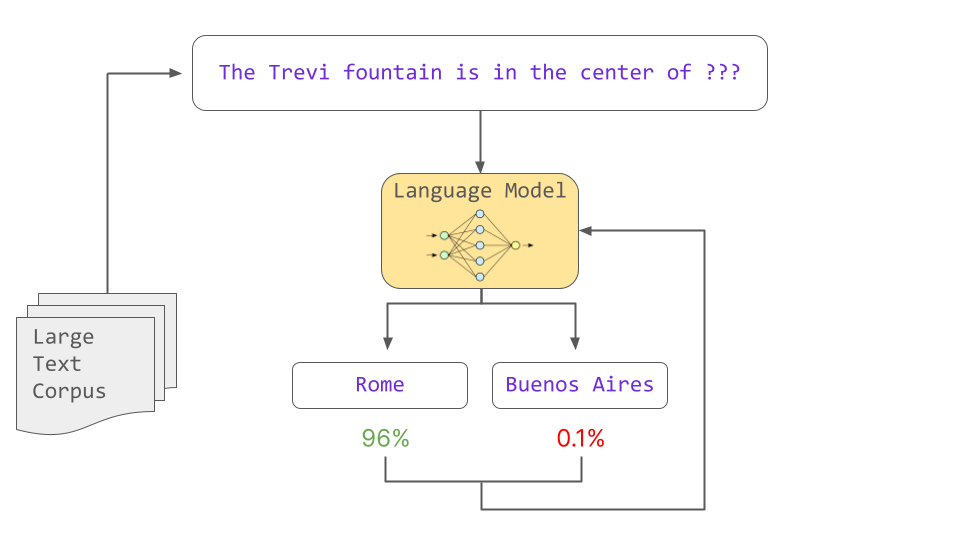 The Trevi fountain is in the center of ???
Language Model
Large
Text
Corpus
Rome
Buenos Aires
96%
0.1%